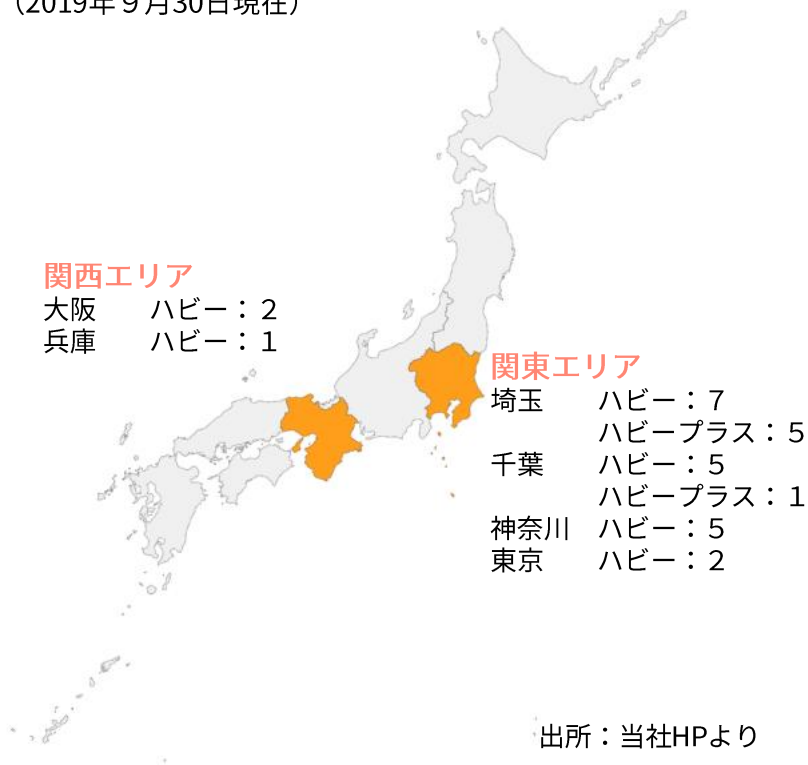 （2019年９月30日現在）
関西エリア
大阪　　ハビー：２
兵庫　　ハビー：１
関東エリア
埼玉　　ハビー：７
ハビープラス：５
千葉　　ハビー：５
ハビープラス：１
神奈川　ハビー：５
東京　　ハビー：２
出所：当社HPより